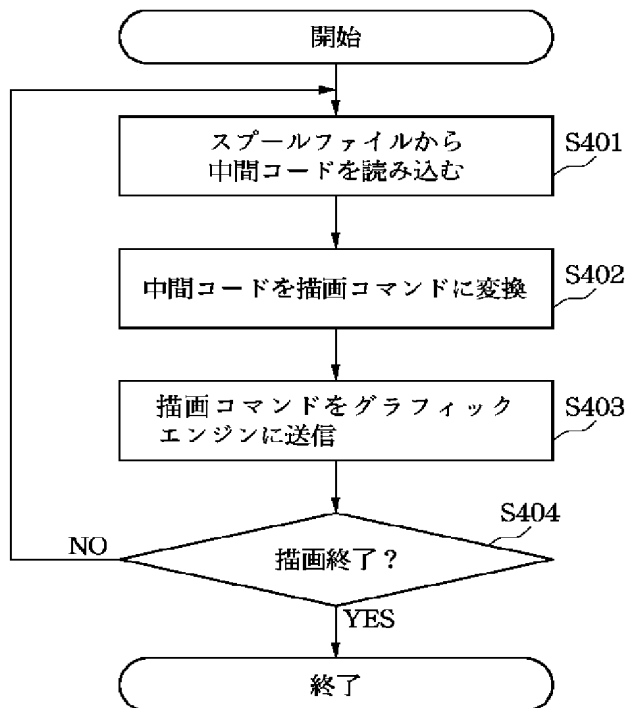 開始
スプールファイルから
中間コードを読み込む
S401
中間コードを描画コマンドに変換
S402
描画コマンドをグラフィック
エンジンに送信
S403
S404
NO
描画終了?
YES
終了